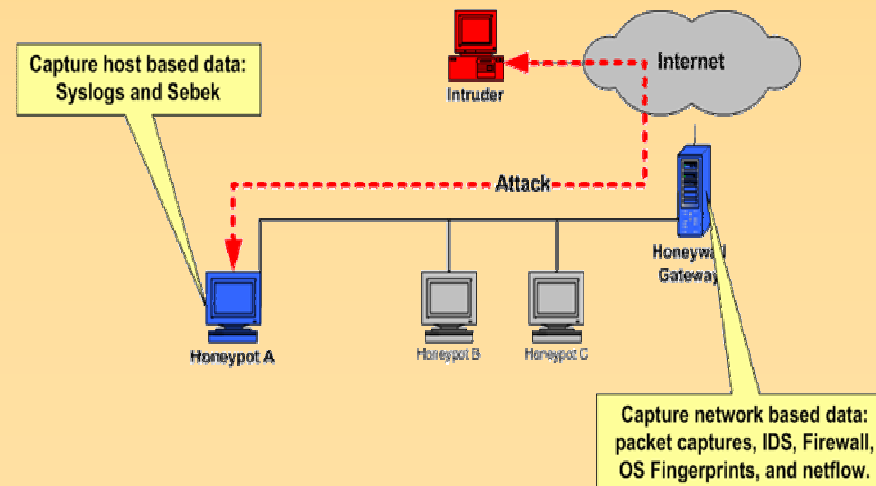 Capture host based data:
Syslogs and Sebek
Internet
Intruder
Attack
Honeywall
Gateway
Honeypot A
Honeypot B
Honeypot C
Capture network based data:
packet captures, IDS, Firewall,
OS Fingerprints, and netflow.